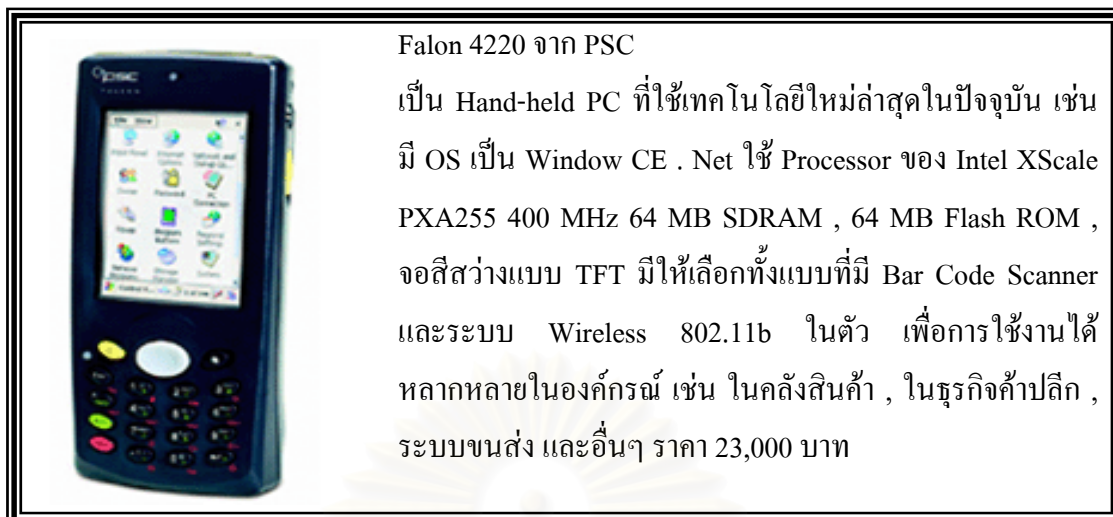 psc
Falon 4220 จาก PSC
เป็น Hand-held PC ที่ใช้เทคโนโลยีใหม่ล่าสุดในปัจจุบัน เช่น
มี OS เป็น Window CE . Net ใช้ Processor ของ Intel XScale
PXA255 400 MHz 64 MB SDRAM , 64 MB Flash ROM ,
จอสีสว่างแบบ TFT มีให้เลือกทั้งแบบที่มี Bar Code Scanner
และระบบ Wireless 802.11b ในตัว เพื่อการใช้งานได้
หลากหลายในองค์กรณ์ เช่น ในคลังสินค้า , ในธุรกิจค้าปลีก ,
ระบบขนส่ง และอื่นๆ ราคา 23,000 บาท